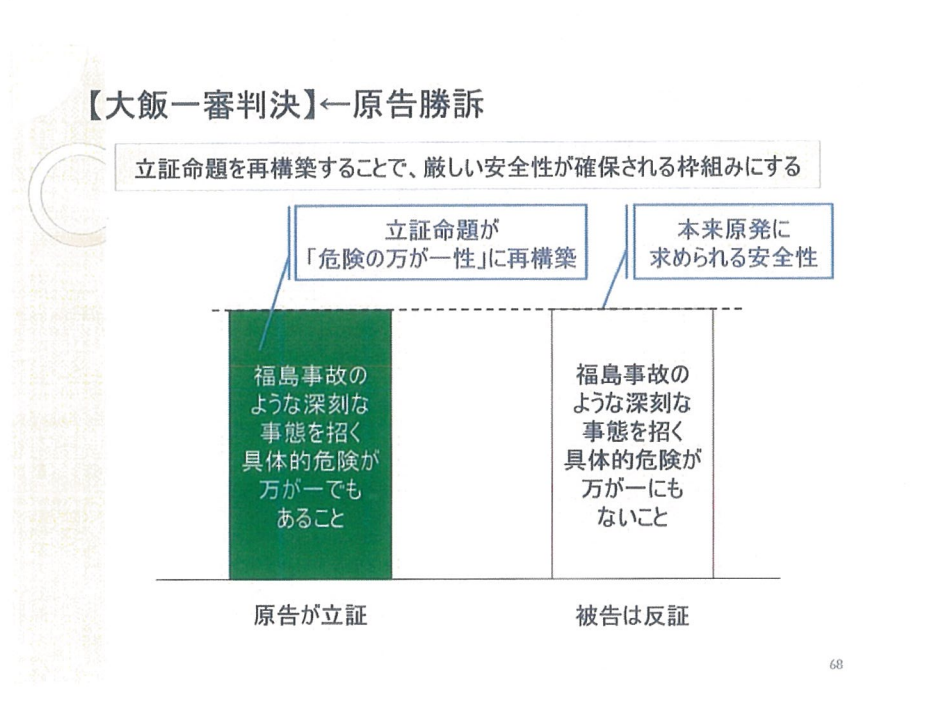 【大飯一審判決】←原告勝訴
立証命題を再構築することで、厳しい安全性が確保される枠組みにする
立証命題が
「危険の万が一性」に再構築
本来原発に
求められる安全性
福島事故の
ような深刻な
事態を招く
具体的危険が
万が一でも
あること
福島事故の
ような深刻な
事態を招く
具体的危険が
万が一にも
ないこと
原告が立証
被告は反証
68